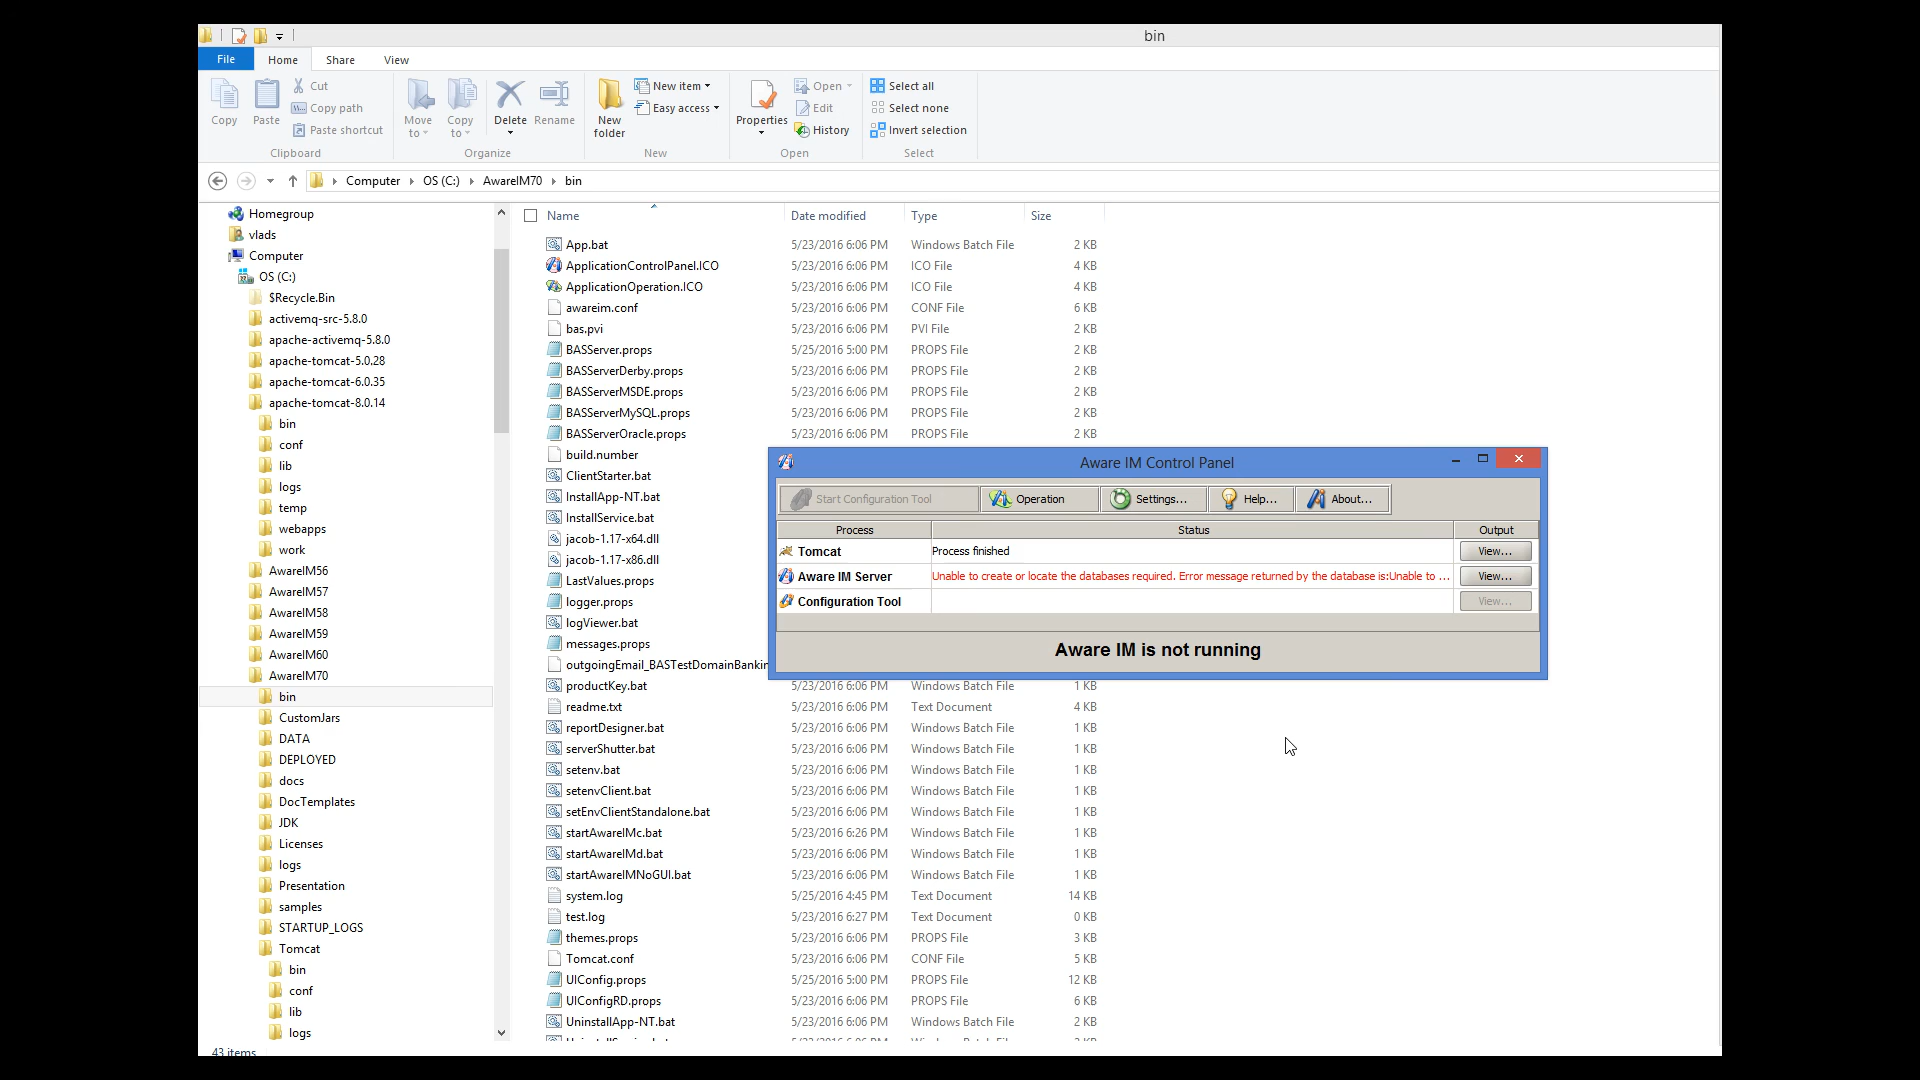 bin
File Home Share View
Copy Paste Cut Copy path Paste shortcut Move to Copy to Delete Rename New folder New item Easy access Properties Open Edit History Select all Select none Invert selection
Clipboard Organize New Open Select
Computer OS (C:) AwareIM70 bin
Homegroup
vlads
Computer
OS (C:)
$Recycle.Bin
activemq-src-5.8.0
apache-activemq-5.8.0
apache-tomcat-5.0.28
apache-tomcat-6.0.35
apache-tomcat-8.0.14
bin
conf
lib
logs
temp
webapps
work
AwareIM56
AwareIM57
AwareIM58
AwareIM59
AwareIM60
AwareIM70
bin
CustomJars
DATA
DEPLOYED
docs
DocTemplates
JDK
Licenses
logs
Presentation
samples
STARTUP_LOGS
Tomcat
bin
conf
lib
logs
43 items
Name Date modified Type Size
App.bat 5/23/2016 6:06 PM Windows Batch File 2 KB
ApplicationControlPanel.ICO 5/23/2016 6:06 PM ICO File 4 KB
ApplicationOperation.ICO 5/23/2016 6:06 PM ICO File 4 KB
awareim.conf 5/23/2016 6:06 PM CONF File 6 KB
bas.pvi 5/23/2016 6:06 PM PVI File 2 KB
BASServer.props 5/25/2016 5:00 PM PROPS File 2 KB
BASServerDerby.props 5/23/2016 6:06 PM PROPS File 2 KB
BASServerMSDE.props 5/23/2016 6:06 PM PROPS File 2 KB
BASServerMySQL.props 5/23/2016 6:06 PM PROPS File 2 KB
BASServerOracle.props 5/23/2016 6:06 PM PROPS File 2 KB
build.number
ClientStarter.bat
InstallApp-NT.bat
InstallService.bat
jacob-1.17-x64.dll
jacob-1.17-x86.dll
LastValues.props
logger.props
logViewer.bat
messages.props
outgoingEmail_BASTestDomainBankin
productKey.bat 5/23/2016 6:06 PM Windows Batch File 1 KB
readme.txt 5/23/2016 6:06 PM Text Document 4 KB
reportDesigner.bat 5/23/2016 6:06 PM Windows Batch File 1 KB
serverShutter.bat 5/23/2016 6:06 PM Windows Batch File 1 KB
setenv.bat 5/23/2016 6:06 PM Windows Batch File 1 KB
setenvClient.bat 5/23/2016 6:06 PM Windows Batch File 1 KB
setEnvClientStandalone.bat 5/23/2016 6:06 PM Windows Batch File 1 KB
startAwareIMc.bat 5/23/2016 6:26 PM Windows Batch File 1 KB
startAwareIMd.bat 5/23/2016 6:06 PM Windows Batch File 1 KB
startAwareIMNoGUI.bat 5/23/2016 6:06 PM Windows Batch File 1 KB
system.log 5/25/2016 4:45 PM Text Document 14 KB
test.log 5/23/2016 6:27 PM Text Document 0 KB
themes.props 5/23/2016 6:06 PM PROPS File 3 KB
Tomcat.conf 5/23/2016 6:06 PM CONF File 5 KB
UIConfig.props 5/25/2016 5:00 PM PROPS File 12 KB
UIConfigRD.props 5/23/2016 6:06 PM PROPS File 6 KB
UninstallApp-NT.bat 5/23/2016 6:06 PM Windows Batch File 2 KB
Aware IM Control Panel
Start Configuration Tool Operation Settings... Help... About...
Process Status Output
Tomcat Process finished View...
Aware IM Server Unable to create or locate the databases required. Error message returned by the database is:Unable to ... View...
Configuration Tool View...
Aware IM is not running